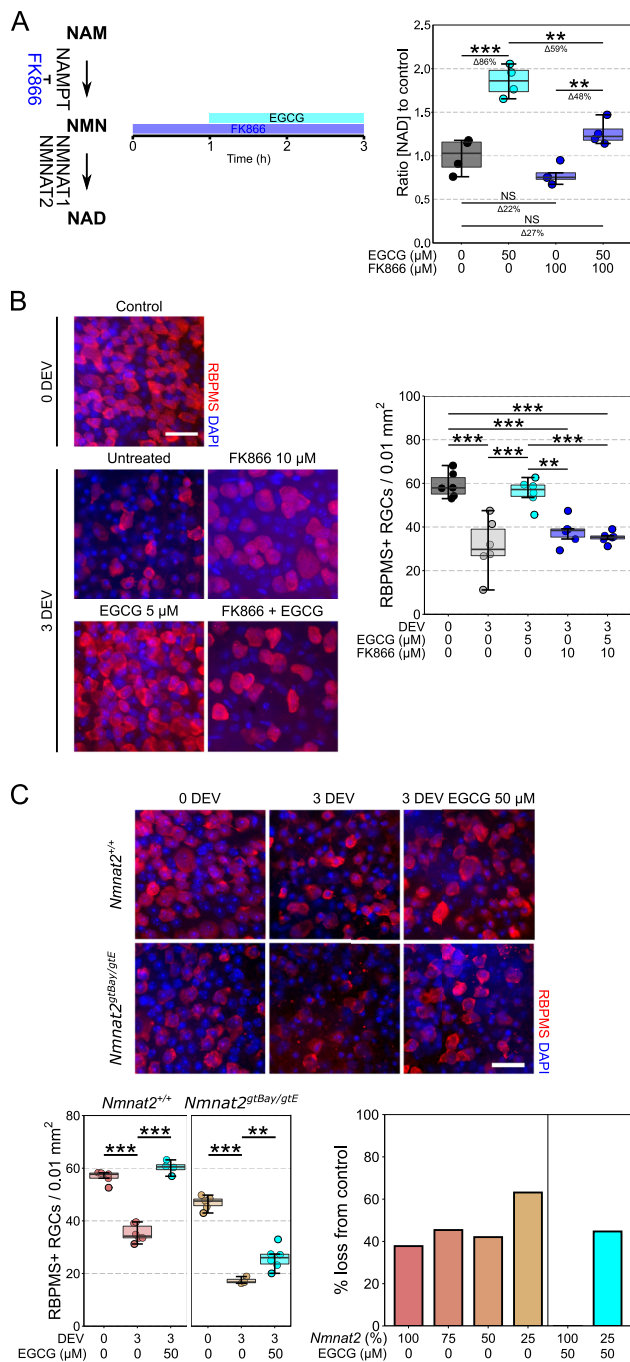 A
NAM
FK866
NAMPT
NMN
NMNAT1
NMNAT2
NAD
EGCG
FK866
0 1 2 3
Time (h)
Ratio [NAD] to control
2.5
2.0
1.5
1.0
0.5
0.0
**
*** Δ59%
Δ86%
**
Δ48%
NS
Δ22%
NS
Δ27%
EGCG (μM) 0 50 0 50
FK866 (μM) 0 0 100 100
B
Control
0 DEV
RBPMS DAPI
Untreated FK866 10 μM
3 DEV
EGCG 5 μM FK866 + EGCG
RBPMS+ RGCs / 0.01 mm²
100
80
60
40
20
0
***
***
*** ***
*** **
DEV 0 3 3 3 3
EGCG (μM) 0 0 5 0 5
FK866 (μM) 0 0 0 10 10
C
0 DEV 3 DEV 3 DEV EGCG 50 μM
Nmnat2+/+
Nmnat2gtBay/gtE
RBPMS DAPI
Nmnat2+/+ Nmnat2gtBay/gtE
RBPMS+ RGCs / 0.01 mm²
80
60
40
20
0
*** ***
*** **
DEV 0 3 3 0 3 3
EGCG (μM) 0 0 50 0 0 50
% loss from control
100
80
60
40
20
0
Nmnat2 (%) 100 75 50 25 100 25
EGCG (μM) 0 0 0 0 50 50